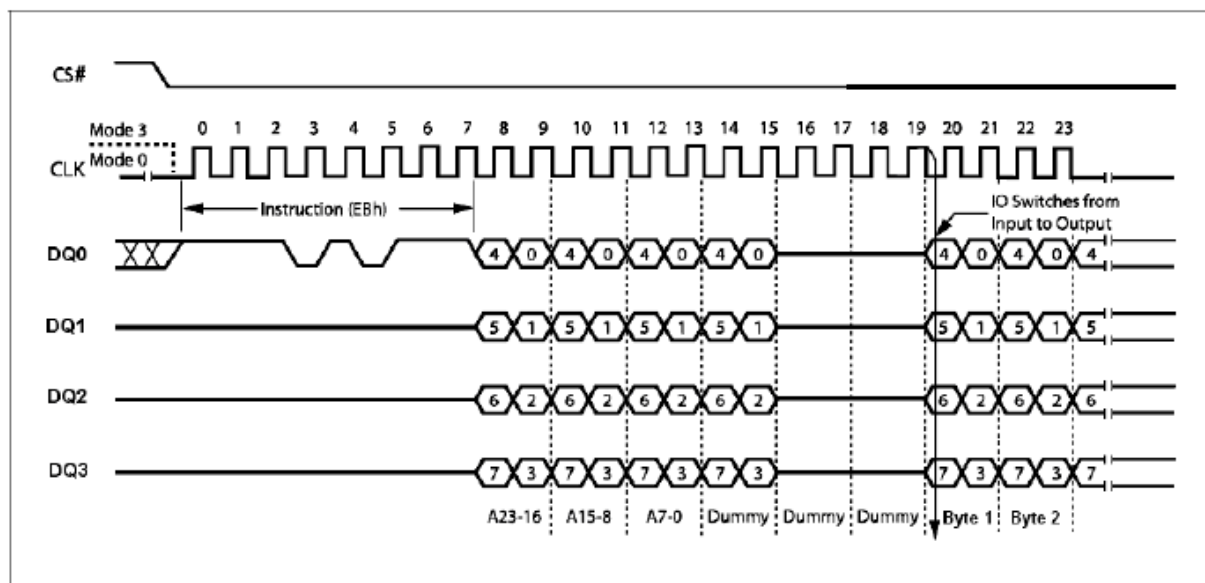 CS#
Mode 3
0 1 2 3 4 5 6 7 8 9 10 11 12 13 14 15 16 17 18 19 20 21 22 23
CLK
Mode 0
Instruction (EBh)
IO Switches from
Input to Output
DQ0
4 0 4 0 4 0 4 0 4 0 4 0 4
DQ1
5 1 5 1 5 1 5 1 5 1 5 1 5
DQ2
6 2 6 2 6 2 6 2 6 2 6 2 6
DQ3
7 3 7 3 7 3 7 3 7 3 7 3 7
A23-16 A15-8 A7-0 Dummy Dummy Dummy Byte 1 Byte 2